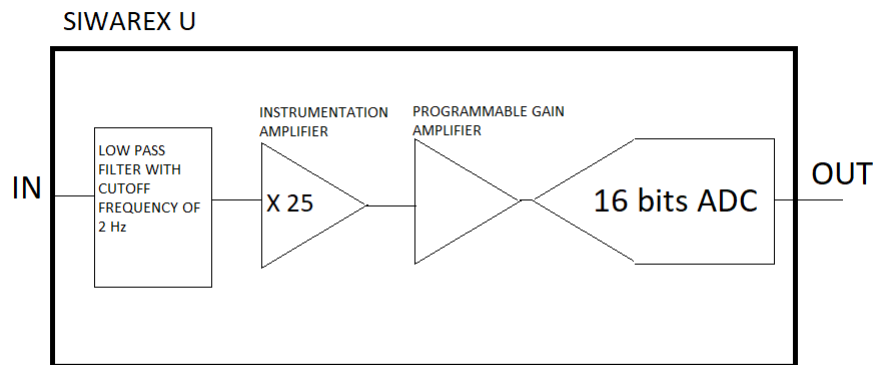 SIWAREX U
INSTRUMENTATION
AMPLIFIER
PROGRAMMABLE GAIN
AMPLIFIER
LOW PASS
FILTER WITH
CUTOFF
FREQUENCY OF
2 Hz
IN
X 25
16 bits ADC
OUT